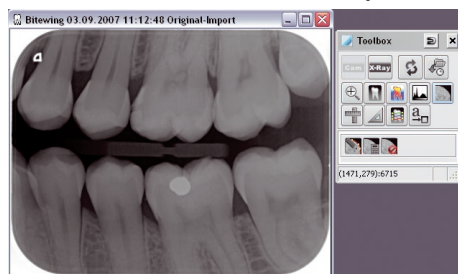 Bitewing 03.09.2007 11:12:48 Original-Import
Toolbox
Cam
X-Ray
a
(1471,279):6715